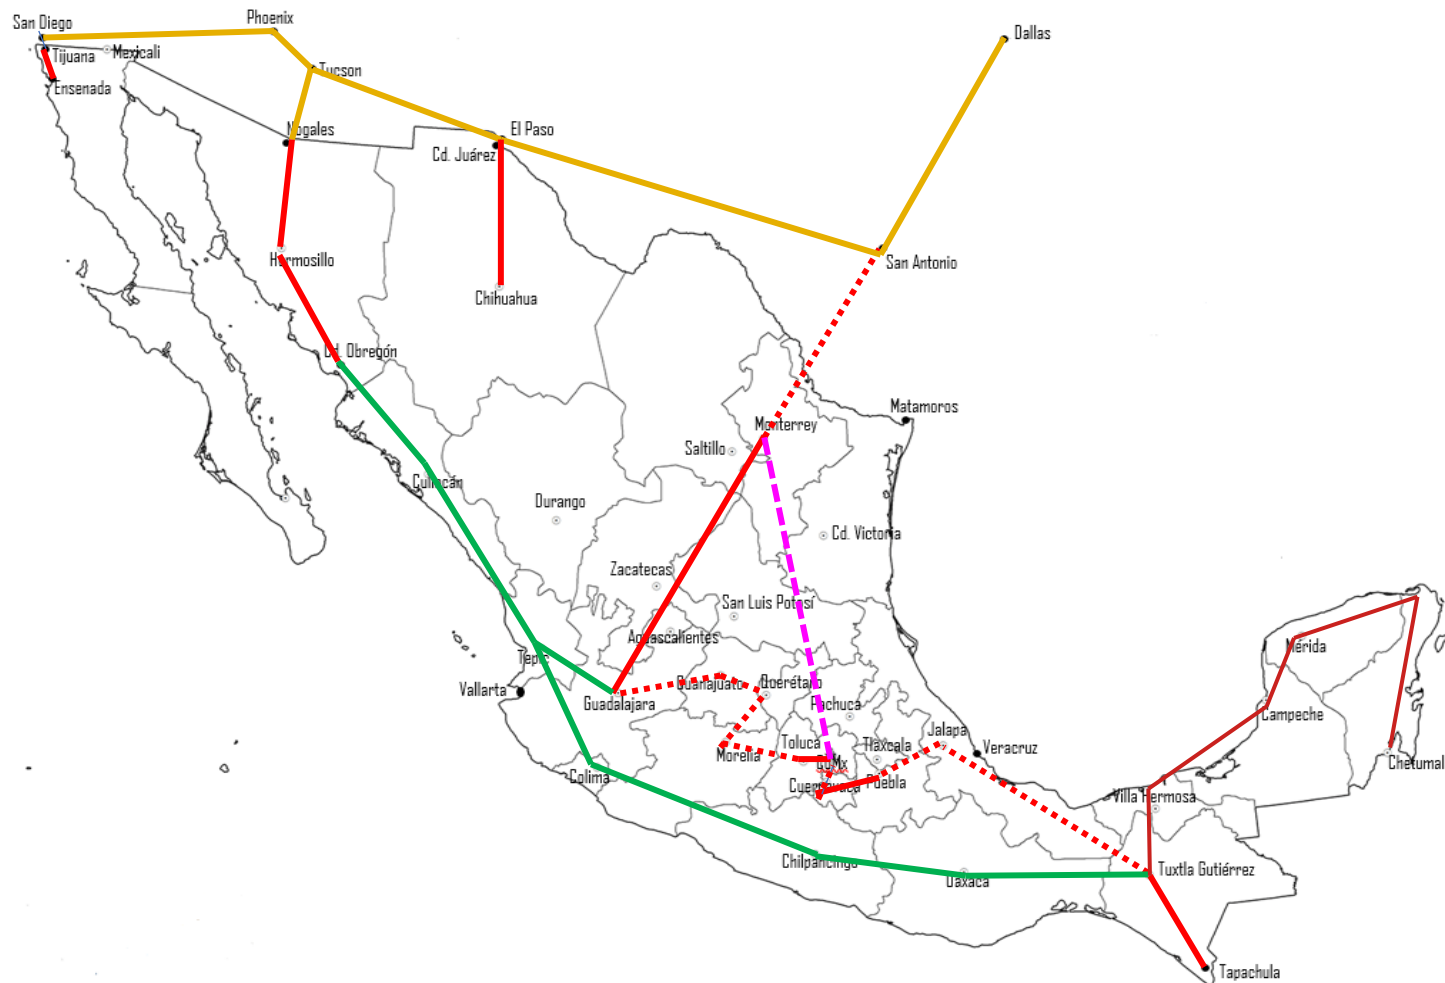 San Diego
Phoenix
Dallas
Tijuana
Mexicali
Tucson
Ensenada
Nogales
El Paso
Cd. Juárez
Hermosillo
San Antonio
Chihuahua
Cd. Obregón
Matamoros
Monterrey
Saltillo
Culiacán
Durango
Cd. Victoria
Zacatecas
San Luis Potosí
Aguascalientes
Mérida
Tepic
Vallarta
Guanajuato
Querétaro
Guadalajara
Pachuca
Campeche
Toluca
Tlaxcala
Jalapa
Veracruz
Morelia
CdMx
Chetumal
Colima
Cuernavaca
Puebla
Villa Hermosa
Chilpancingo
Oaxaca
Tuxtla Gutiérrez
Tapachula